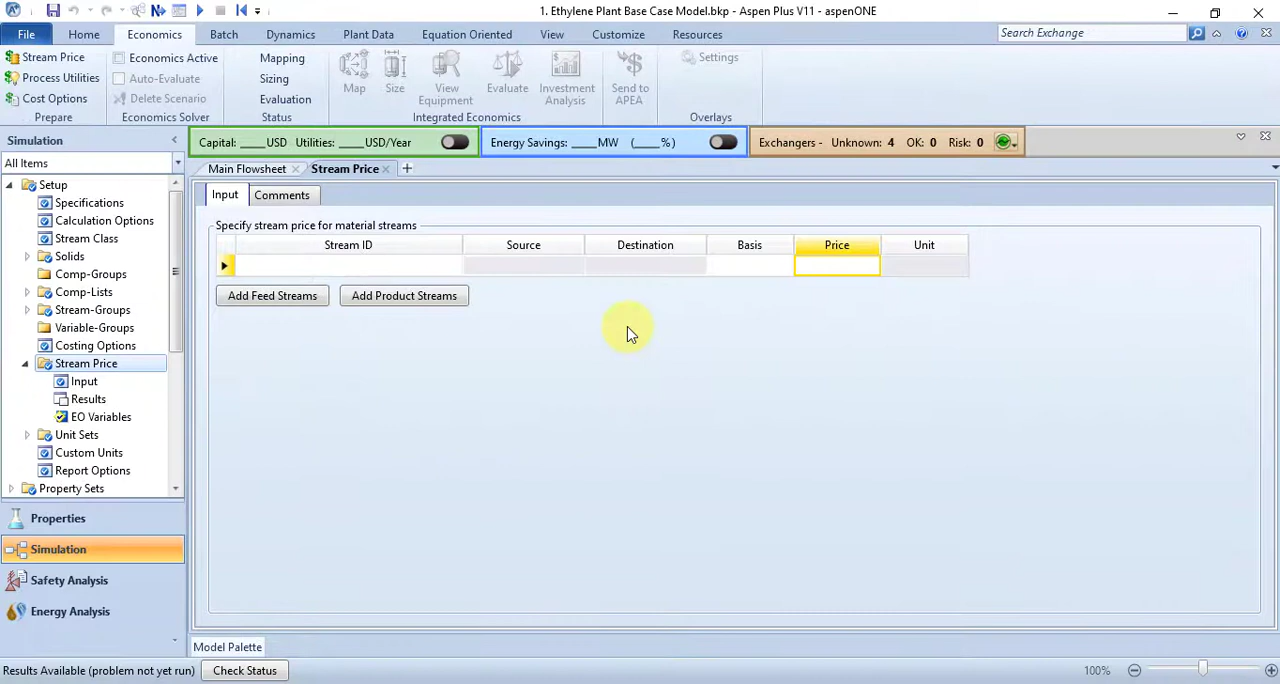 1. Ethylene Plant Base Case Model.bkp - Aspen Plus V11 - aspenONE
File Home Economics Batch Dynamics Plant Data Equation Oriented View Customize Resources Search Exchange
Stream Price Economics Active Mapping Settings
Process Utilities Auto-Evaluate Sizing Map Size View Equipment Evaluate Investment Analysis Send to APEA
Cost Options Delete Scenario Evaluation
Prepare Economics Solver Status Integrated Economics Overlays
Simulation Capital: ____USD Utilities: ____USD/Year Energy Savings: ____MW (____%) Exchangers - Unknown: 4 OK: 0 Risk: 0
All Items Main Flowsheet Stream Price
Setup
Specifications
Calculation Options
Stream Class
Solids
Comp-Groups
Comp-Lists
Stream-Groups
Variable-Groups
Costing Options
Stream Price
Input
Results
EO Variables
Unit Sets
Custom Units
Report Options
Property Sets
Properties
Simulation
Safety Analysis
Energy Analysis
Input Comments
Specify stream price for material streams
Stream ID Source Destination Basis Price Unit
Add Feed Streams Add Product Streams
Model Palette
Results Available (problem not yet run) Check Status 100%